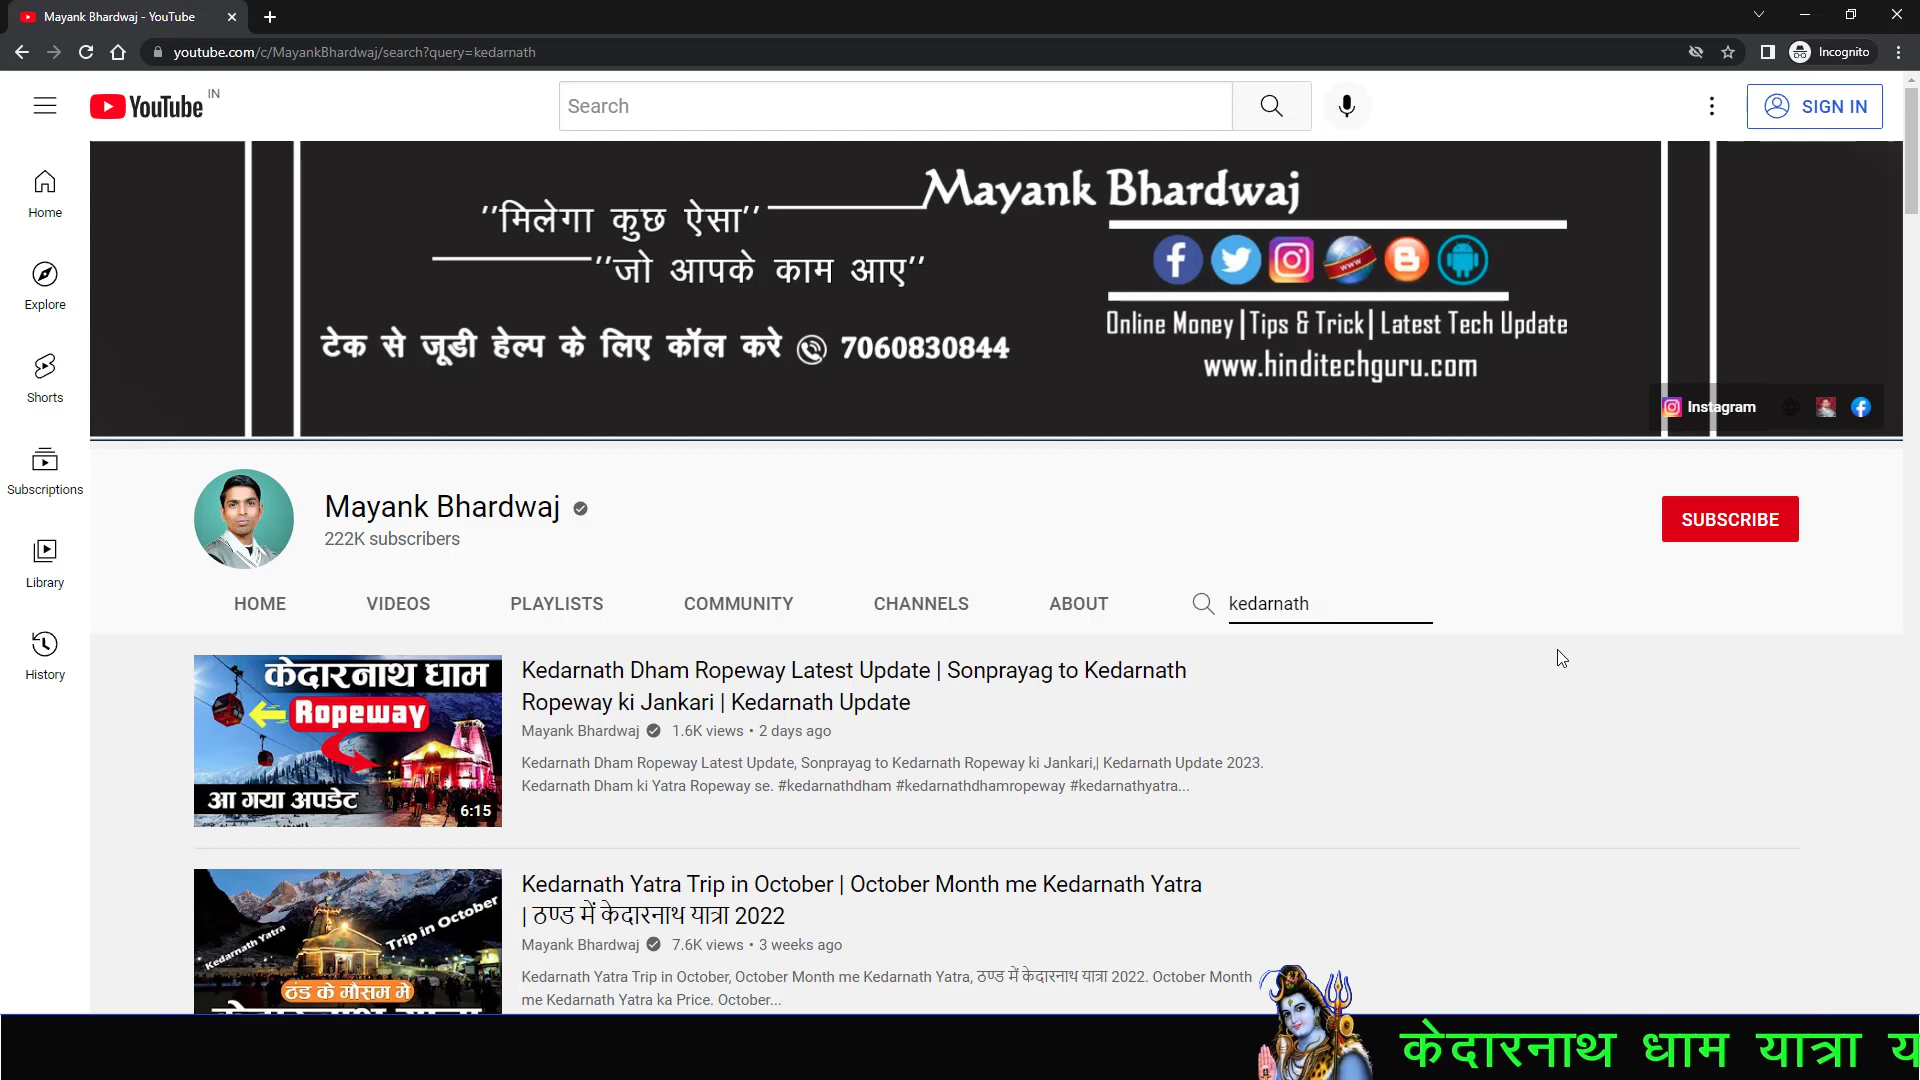 Mayank Bhardwaj - YouTube
youtube.com/c/MayankBhardwaj/search?query=kedarnath
Incognito
YouTube IN
Search
SIGN IN
Home
Explore
Shorts
Subscriptions
Library
History
Mayank Bhardwaj
''मिलेगा कुछ ऐसा''
''जो आपके काम आए''
टेक से जूडी हेल्प के लिए कॉल करे 7060830844
www
Online Money | Tips & Trick | Latest Tech Update
www.hinditechguru.com
Instagram
Mayank Bhardwaj
222K subscribers
SUBSCRIBE
HOME VIDEOS PLAYLISTS COMMUNITY CHANNELS ABOUT kedarnath
केदारनाथ धाम
Ropeway
आ गया अपडेट
6:15
Kedarnath Dham Ropeway Latest Update | Sonprayag to Kedarnath
Ropeway ki Jankari | Kedarnath Update
Mayank Bhardwaj 1.6K views • 2 days ago
Kedarnath Dham Ropeway Latest Update, Sonprayag to Kedarnath Ropeway ki Jankari,| Kedarnath Update 2023.
Kedarnath Dham ki Yatra Ropeway se. #kedarnathdham #kedarnathdhamropeway #kedarnathyatra...
Kedarnath Yatra
Trip in October
ठंड के मौसम मे
Kedarnath Yatra Trip in October | October Month me Kedarnath Yatra
| ठण्ड में केदारनाथ यात्रा 2022
Mayank Bhardwaj 7.6K views • 3 weeks ago
Kedarnath Yatra Trip in October, October Month me Kedarnath Yatra, ठण्ड में केदारनाथ यात्रा 2022. October Month
me Kedarnath Yatra ka Price. October...
केदारनाथ धाम यात्रा